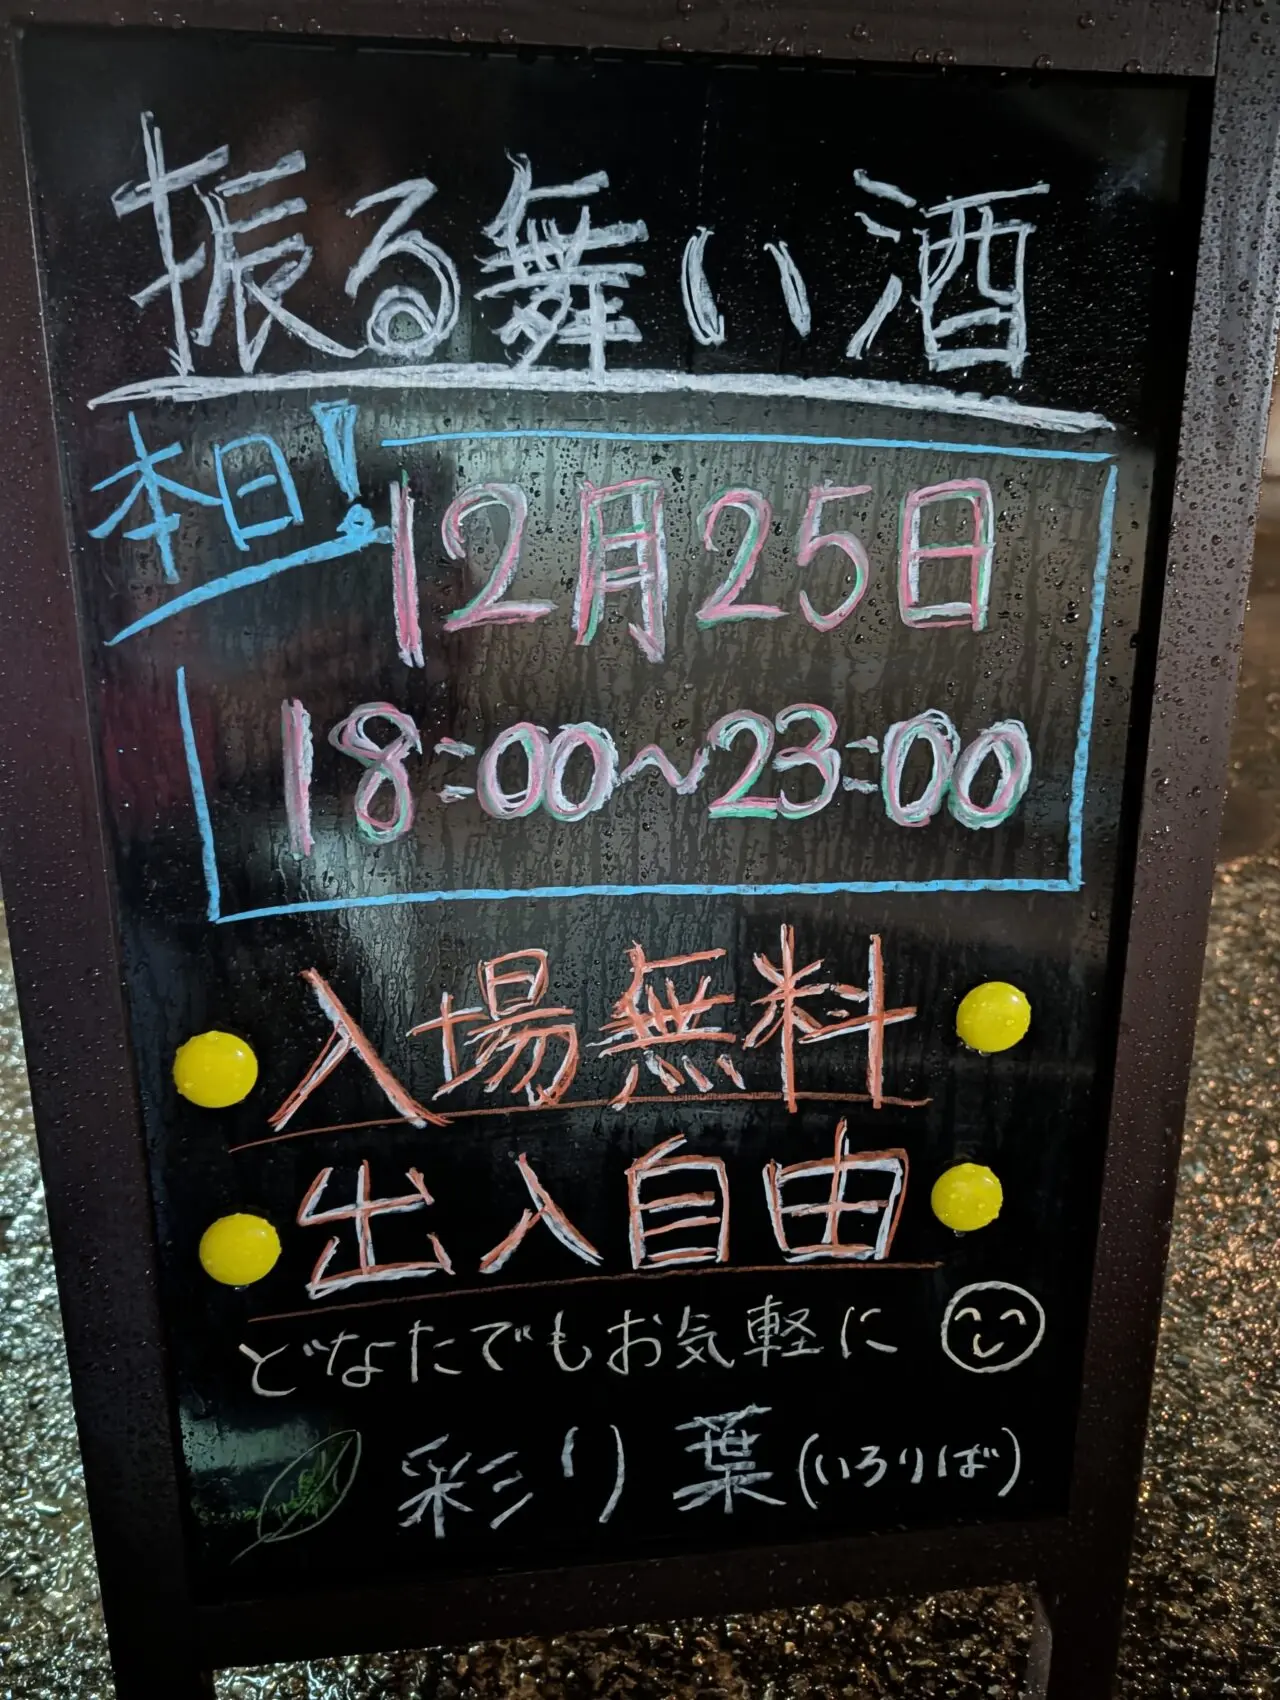 振る舞い酒
本日!
12月25日
18:00〜23:00
入場無料
出入自由
どなたでもお気軽に
彩り葉(いろりば)